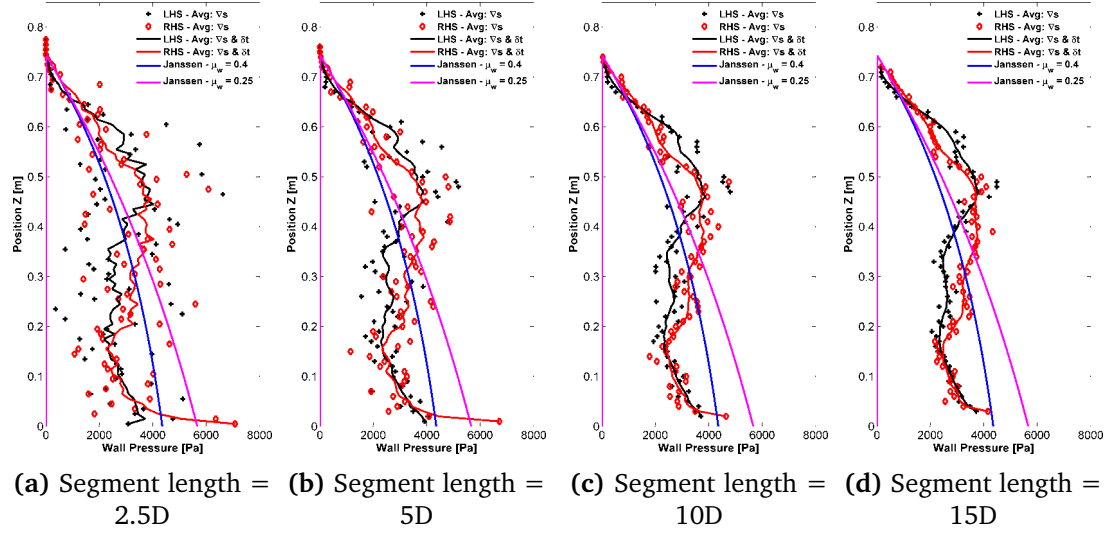 LHS - Avg: ∇s
RHS - Avg: ∇s
LHS - Avg: ∇s & δt
RHS - Avg: ∇s & δt
Janssen - μw = 0.4
Janssen - μw = 0.25
0.8
0.7
0.6
0.5
0.4
0.3
0.2
0.1
0
Position Z [m]
0 2000 4000 6000 8000
Wall Pressure [Pa]
(a) Segment length =
2.5D
LHS - Avg: ∇s
RHS - Avg: ∇s
LHS - Avg: ∇s & δt
RHS - Avg: ∇s & δt
Janssen - μw = 0.4
Janssen - μw = 0.25
0.8
0.7
0.6
0.5
0.4
0.3
0.2
0.1
0
Position Z [m]
0 2000 4000 6000 8000
Wall Pressure [Pa]
(b) Segment length =
5D
LHS - Avg: ∇s
RHS - Avg: ∇s
LHS - Avg: ∇s & δt
RHS - Avg: ∇s & δt
Janssen - μw = 0.4
Janssen - μw = 0.25
0.8
0.7
0.6
0.5
0.4
0.3
0.2
0.1
0
Position Z [m]
0 2000 4000 6000 8000
Wall Pressure [Pa]
(c) Segment length =
10D
LHS - Avg: ∇s
RHS - Avg: ∇s
LHS - Avg: ∇s & δt
RHS - Avg: ∇s & δt
Janssen - μw = 0.4
Janssen - μw = 0.25
0.8
0.7
0.6
0.5
0.4
0.3
0.2
0.1
0
Position Z [m]
0 2000 4000 6000 8000
Wall Pressure [Pa]
(d) Segment length =
15D